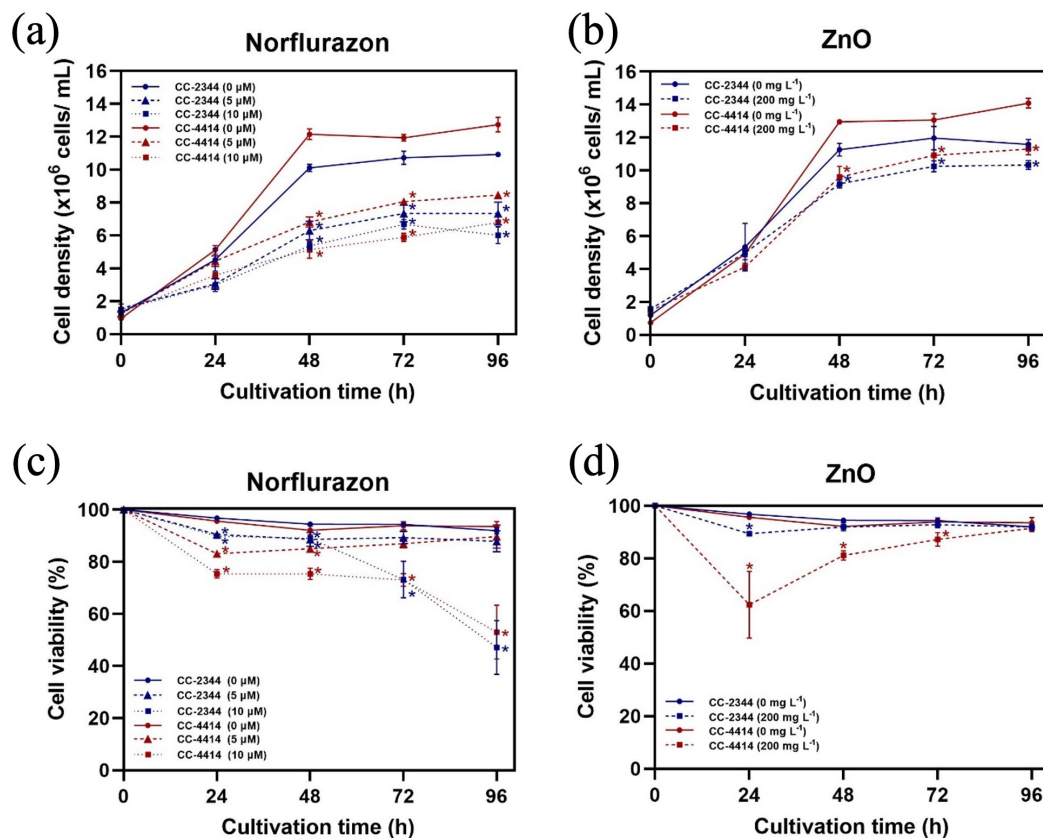 (a)
Norflurazon
16
14
12
10
8
6
4
2
0
Cell density (x10⁶ cells/ mL)
CC-2344 (0 µM)
CC-2344 (5 µM)
CC-2344 (10 µM)
CC-4414 (0 µM)
CC-4414 (5 µM)
CC-4414 (10 µM)
0 24 48 72 96
Cultivation time (h)
(b)
ZnO
16
14
12
10
8
6
4
2
0
Cell density (x10⁶ cells/ mL)
CC-2344 (0 mg L⁻¹)
CC-2344 (200 mg L⁻¹)
CC-4414 (0 mg L⁻¹)
CC-4414 (200 mg L⁻¹)
0 24 48 72 96
Cultivation time (h)
(c)
Norflurazon
100
80
60
40
20
0
Cell viability (%)
CC-2344 (0 µM)
CC-2344 (5 µM)
CC-2344 (10 µM)
CC-4414 (0 µM)
CC-4414 (5 µM)
CC-4414 (10 µM)
0 24 48 72 96
Cultivation time (h)
(d)
ZnO
100
80
60
40
20
0
Cell viability (%)
CC-2344 (0 mg L⁻¹)
CC-2344 (200 mg L⁻¹)
CC-4414 (0 mg L⁻¹)
CC-4414 (200 mg L⁻¹)
0 24 48 72 96
Cultivation time (h)